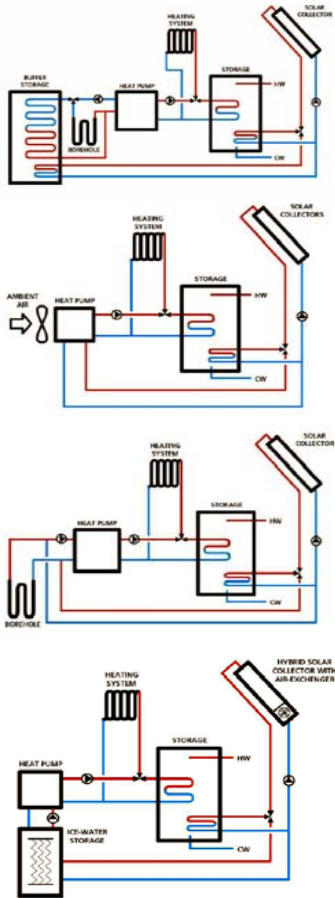 SOLAR
COLLECTOR
HEATING
SYSTEM
BUFFER
STORAGE
HEAT PUMP
STORAGE
HW
BOREHOLE
CW
SOLAR
COLLECTORS
HEATING
SYSTEM
STORAGE
AMBIENT
AIR
HEAT PUMP
HW
CW
SOLAR
COLLECTOR
HEATING
SYSTEM
STORAGE
HEAT PUMP
HW
BOREHOLE
CW
HYBRID SOLAR
COLLECTOR WITH
AIR-EXCHENGER
HEATING
SYSTEM
STORAGE
HEAT PUMP
HW
ICE-WATER
STORAGE
CW